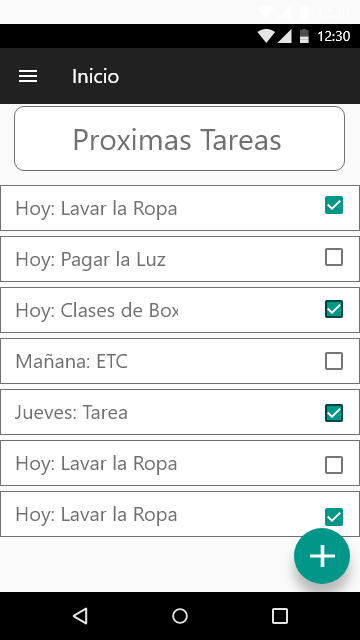 12:30
Inicio
Proximas Tareas
Hoy: Lavar la Ropa
Hoy: Pagar la Luz
Hoy: Clases de Box
Mañana: ETC
Jueves: Tarea
Hoy: Lavar la Ropa
Hoy: Lavar la Ropa